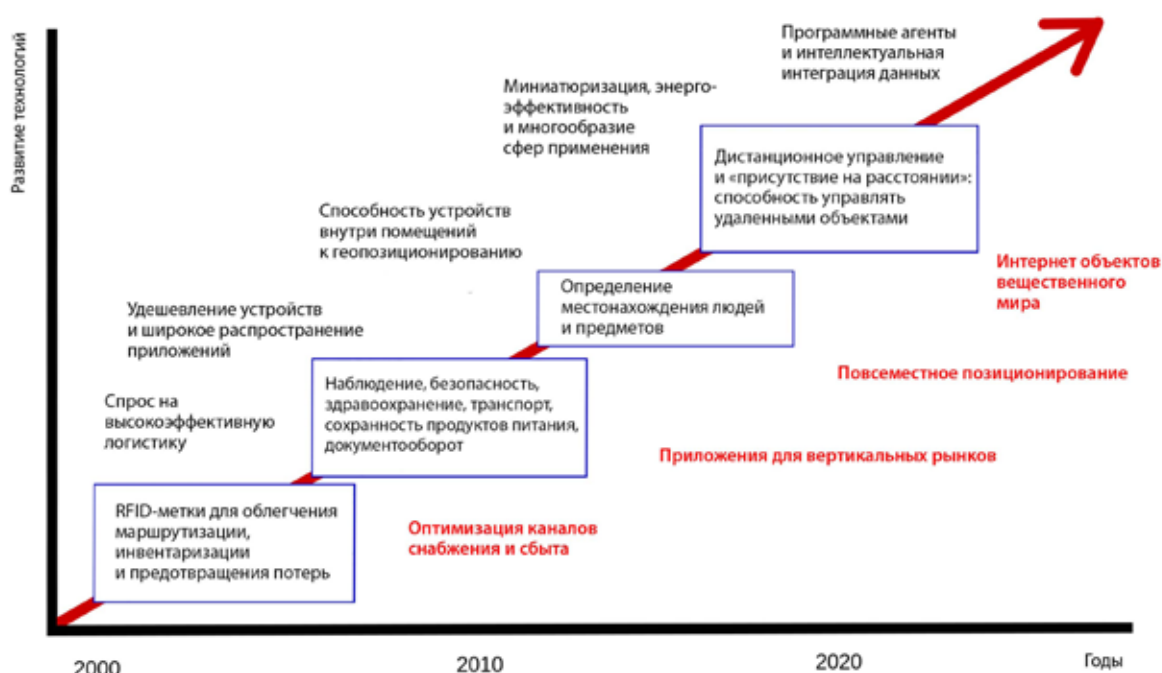 Развитие технологий
Программные агенты
и интеллектуальная
интеграция данных
Миниатюризация, энерго-
эффективность
и многообразие
сфер применения
Дистанционное управление
и «присутствие на расстоянии»:
способность управлять
удаленными объектами
Способность устройств
внутри помещений
к геопозиционированию
Интернет объектов
вещественного
мира
Определение
местонахождения людей
и предметов
Удешевление устройств
и широкое распространение
приложений
Повсеместное позиционирование
Наблюдение, безопасность,
здравоохранение, транспорт,
сохранность продуктов питания,
документооборот
Спрос на
высокоэффективную
логистику
Приложения для вертикальных рынков
RFID-метки для облегчения
маршрутизации,
инвентаризации
и предотвращения потерь
Оптимизация каналов
снабжения и сбыта
2000
2010
2020
Годы